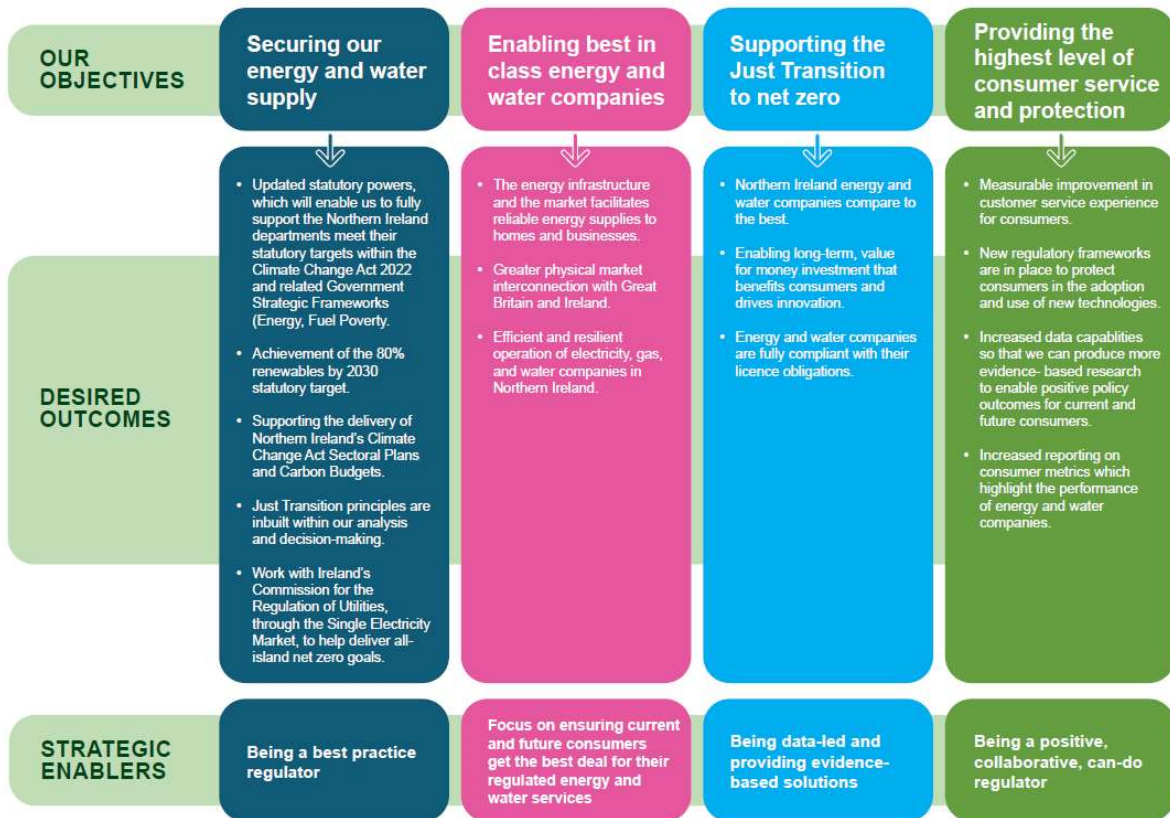 OUR
OBJECTIVES
Securing our
energy and water
supply
Enabling best in
class energy and
water companies
Supporting the
Just Transition
to net zero
Providing the
highest level of
consumer service
and protection
DESIRED
OUTCOMES
• Updated statutory powers,
which will enable us to fully
support the Northern Ireland
departments meet their
statutory targets within the
Climate Change Act 2022
and related Government
Strategic Frameworks
(Energy, Fuel Poverty.
• Achievement of the 80%
renewables by 2030
statutory target.
• Supporting the delivery of
Northern Ireland's Climate
Change Act Sectoral Plans
and Carbon Budgets.
• Just Transition principles are
inbuilt within our analysis
and decision-making.
• Work with Ireland's
Commission for the
Regulation of Utilities,
through the Single Electricity
Market, to help deliver all-
island net zero goals.
• The energy infrastructure
and the market facilitates
reliable energy supplies to
homes and businesses.
• Greater physical market
interconnection with Great
Britain and Ireland.
• Efficient and resilient
operation of electricity, gas,
and water companies in
Northern Ireland.
• Northern Ireland energy and
water companies compare to
the best.
• Enabling long-term, value
for money investment that
benefits consumers and
drives innovation.
• Energy and water companies
are fully compliant with their
licence obligations.
• Measurable improvement in
customer service experience
for consumers.
• New regulatory frameworks
are in place to protect
consumers in the adoption
and use of new technologies.
• Increased data capablities
so that we can produce more
evidence- based research
to enable positive policy
outcomes for current and
future consumers.
• Increased reporting on
consumer metrics which
highlight the performance
of energy and water
companies.
STRATEGIC
ENABLERS
Being a best practice
regulator
Focus on ensuring current
and future consumers
get the best deal for their
regulated energy and
water services
Being data-led and
providing evidence-
based solutions
Being a positive,
collaborative, can-do
regulator